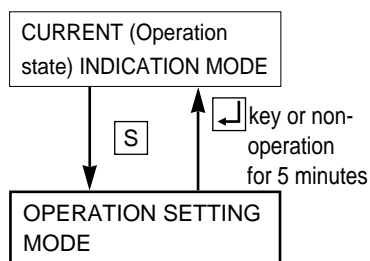 CURRENT (Operation
state) INDICATION MODE
S
↵ key or non-
operation
for 5 minutes
OPERATION SETTING
MODE